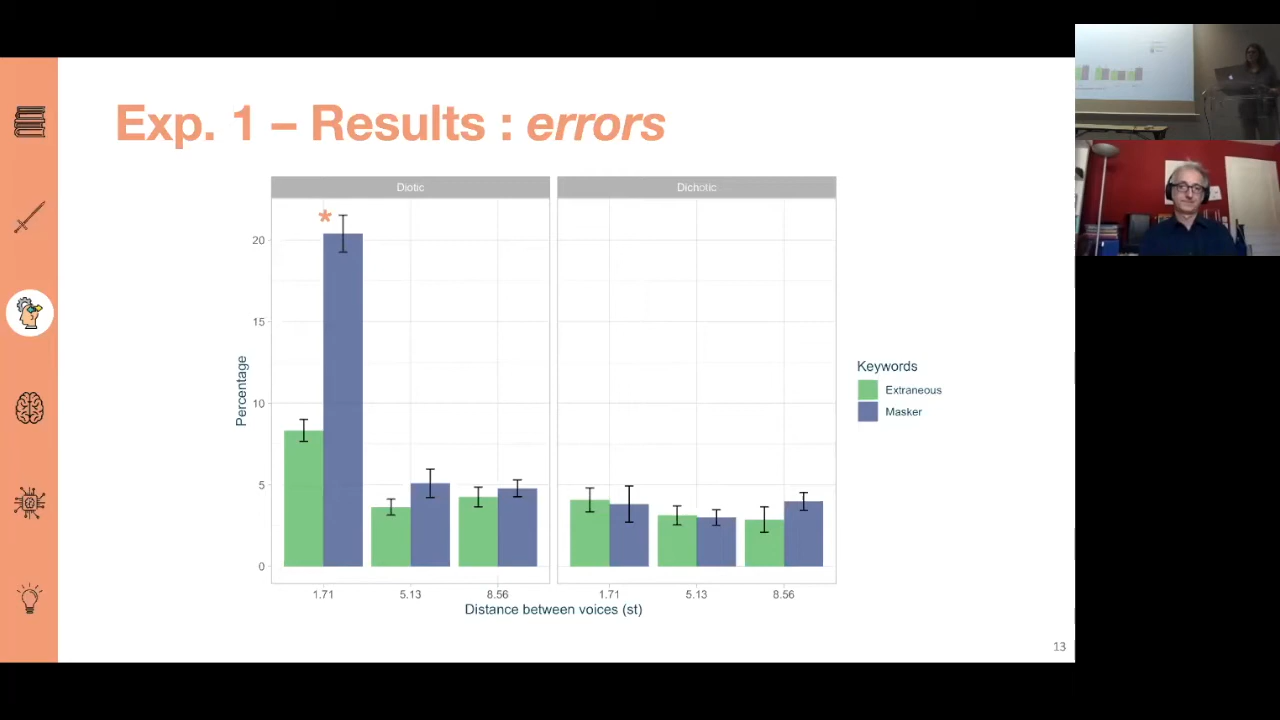 Exp. 1 – Results : errors
Diotic
Dichotic
*
20
15
10
5
0
Percentage
1.71 5.13 8.56
1.71 5.13 8.56
Distance between voices (st)
Keywords
Extraneous
Masker
13